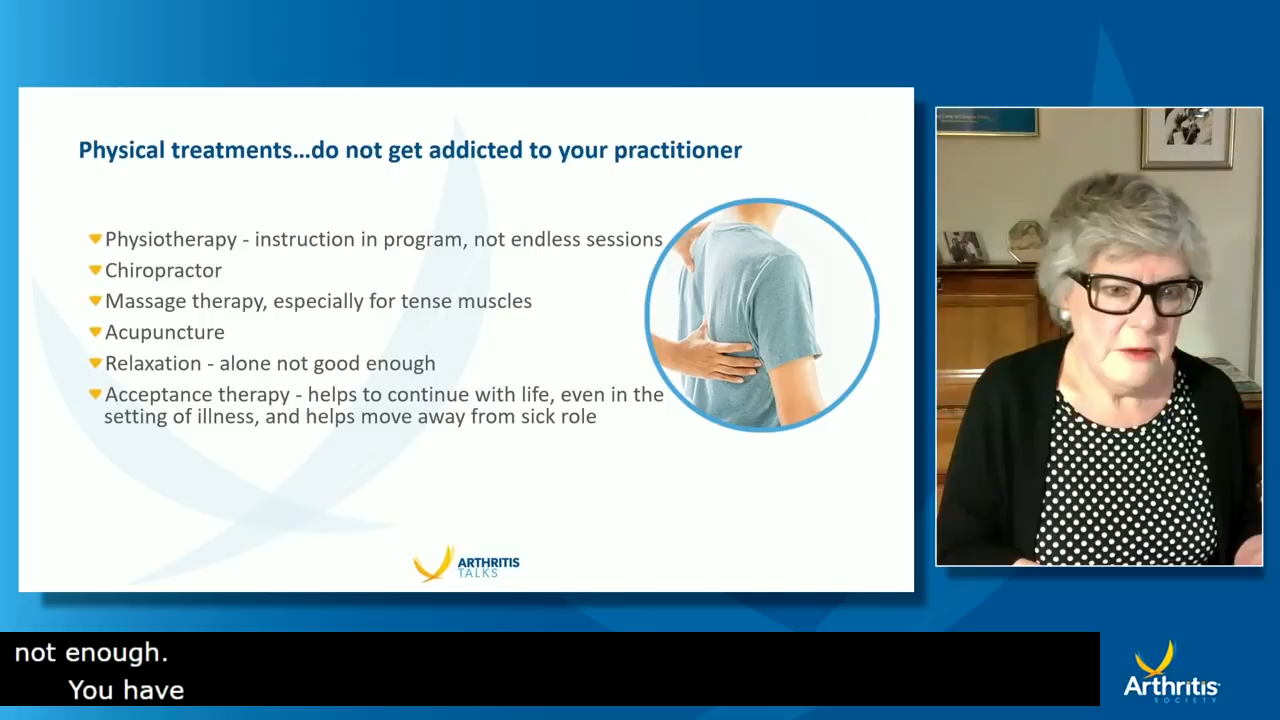 Physical treatments...do not get addicted to your practitioner
Physiotherapy - instruction in program, not endless sessions
Chiropractor
Massage therapy, especially for tense muscles
Acupuncture
Relaxation - alone not good enough
Acceptance therapy - helps to continue with life, even in the
setting of illness, and helps move away from sick role
ARTHRITIS
TALKS
not enough.
You have
Arthritis
SOCIETY